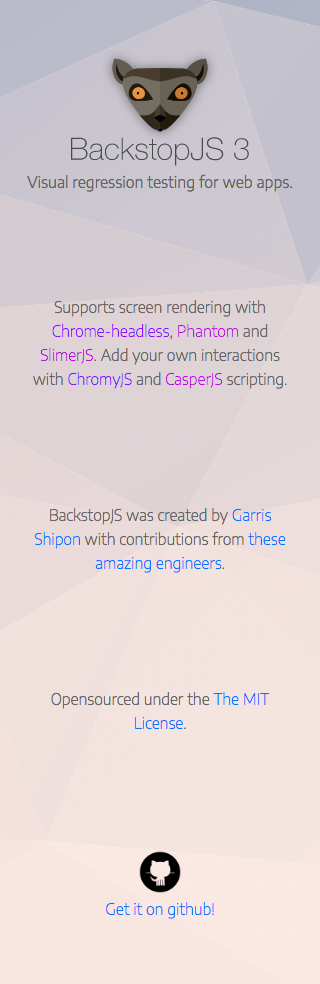 BackstopJS 3
Visual regression testing for web apps.
Supports screen rendering with
Chrome-headless, Phantom and
SlimerJS. Add your own interactions
with ChromyJS and CasperJS scripting.
BackstopJS was created by Garris
Shipon with contributions from these
amazing engineers.
Opensourced under the The MIT
License.
Get it on github!